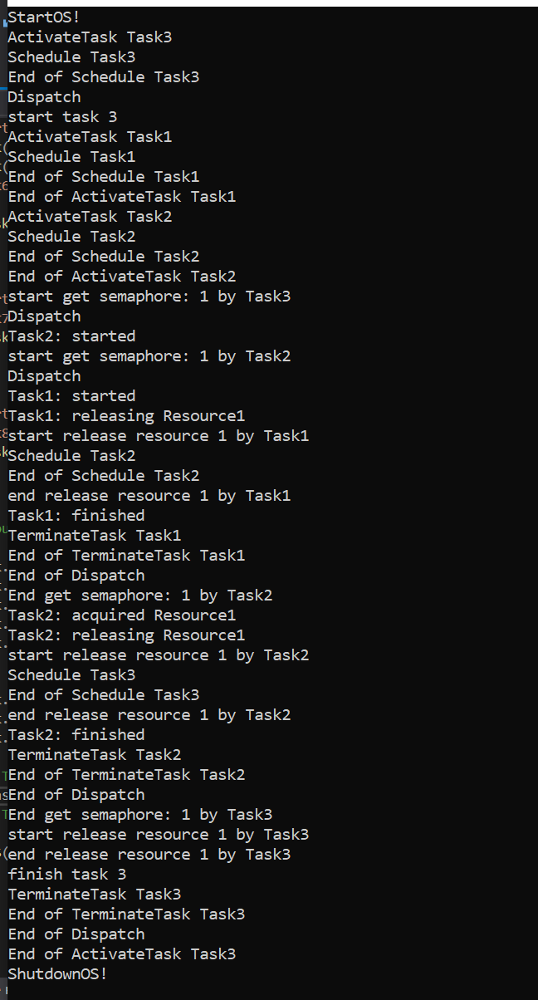 StartOS!
ActivateTask Task3
Schedule Task3
End of Schedule Task3
Dispatch
start task 3
ActivateTask Task1
Schedule Task1
End of Schedule Task1
End of ActivateTask Task1
ActivateTask Task2
Schedule Task2
End of Schedule Task2
End of ActivateTask Task2
start get semaphore: 1 by Task3
Dispatch
Task2: started
start get semaphore: 1 by Task2
Dispatch
Task1: started
Task1: releasing Resource1
start release resource 1 by Task1
Schedule Task2
End of Schedule Task2
end release resource 1 by Task1
Task1: finished
TerminateTask Task1
End of TerminateTask Task1
End of Dispatch
End get semaphore: 1 by Task2
Task2: acquired Resource1
Task2: releasing Resource1
start release resource 1 by Task2
Schedule Task3
End of Schedule Task3
end release resource 1 by Task2
Task2: finished
TerminateTask Task2
End of TerminateTask Task2
End of Dispatch
End get semaphore: 1 by Task3
start release resource 1 by Task3
end release resource 1 by Task3
finish task 3
TerminateTask Task3
End of TerminateTask Task3
End of Dispatch
End of ActivateTask Task3
ShutdownOS!